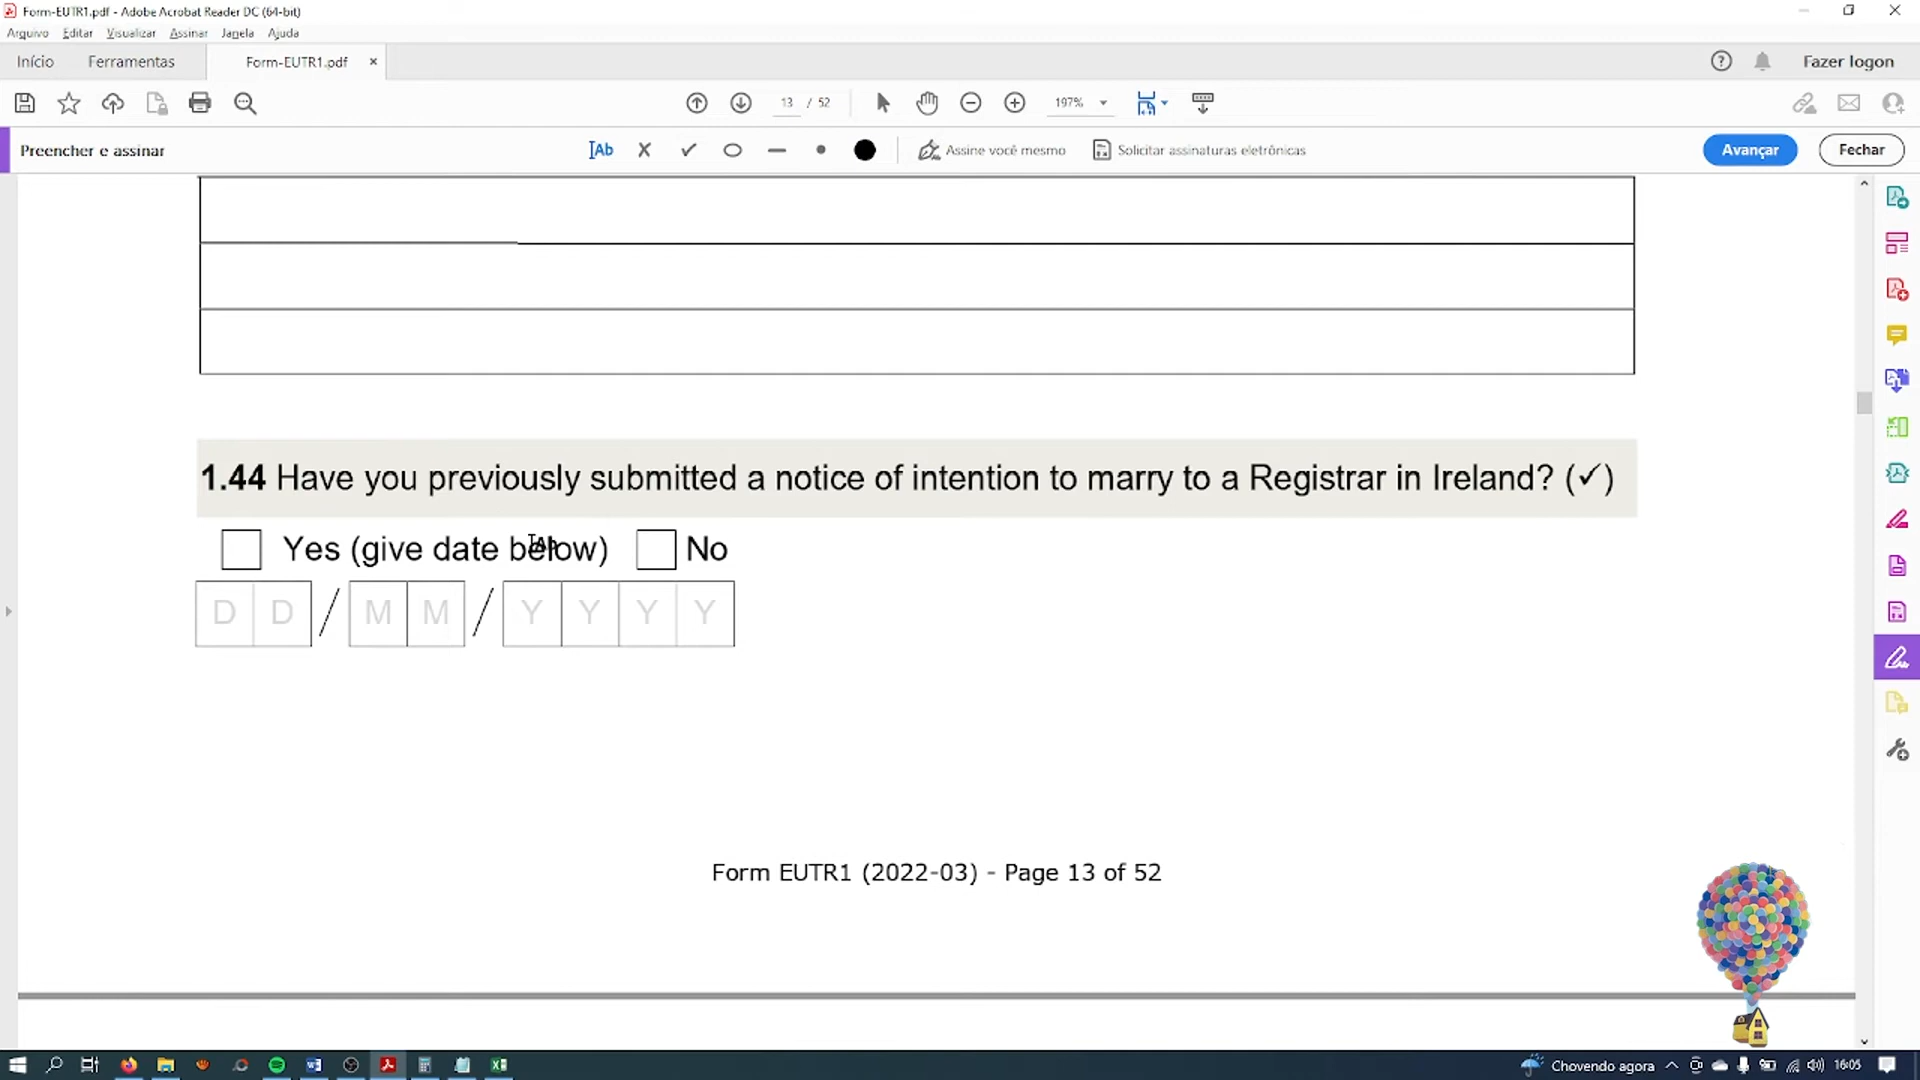 Form-EUTR1.pdf - Adobe Acrobat Reader DC (64-bit)
Arquivo Editar Visualizar Assinar Janela Ajuda
Início Ferramentas Form-EUTR1.pdf × Fazer logon
13 / 52 197%
Preencher e assinar Ab Assine você mesmo Solicitar assinaturas eletrônicas Avançar Fechar
1.44 Have you previously submitted a notice of intention to marry to a Registrar in Ireland? (✓)
Yes (give date below) No
D D / M M / Y Y Y Y
Form EUTR1 (2022-03) - Page 13 of 52
Chovendo agora 16:05